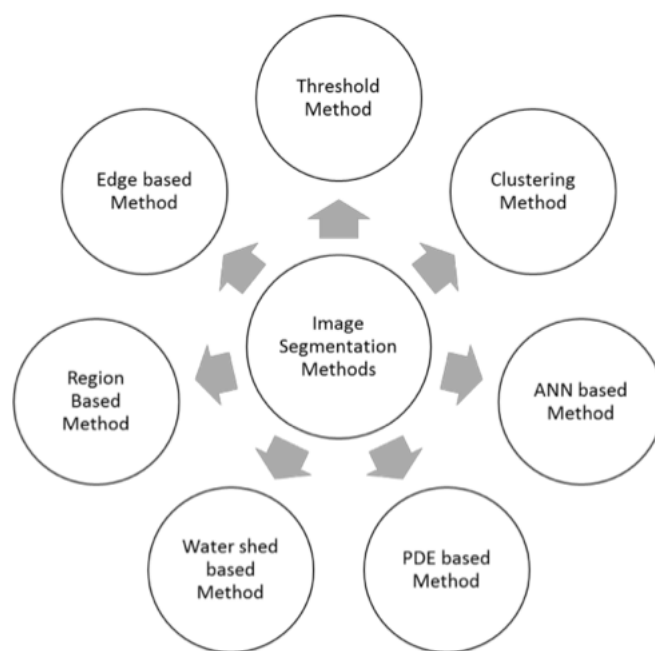 Threshold
Method
Edge based
Method
Clustering
Method
Image
Segmentation
Methods
Region
Based
Method
ANN based
Method
Water shed
based
Method
PDE based
Method